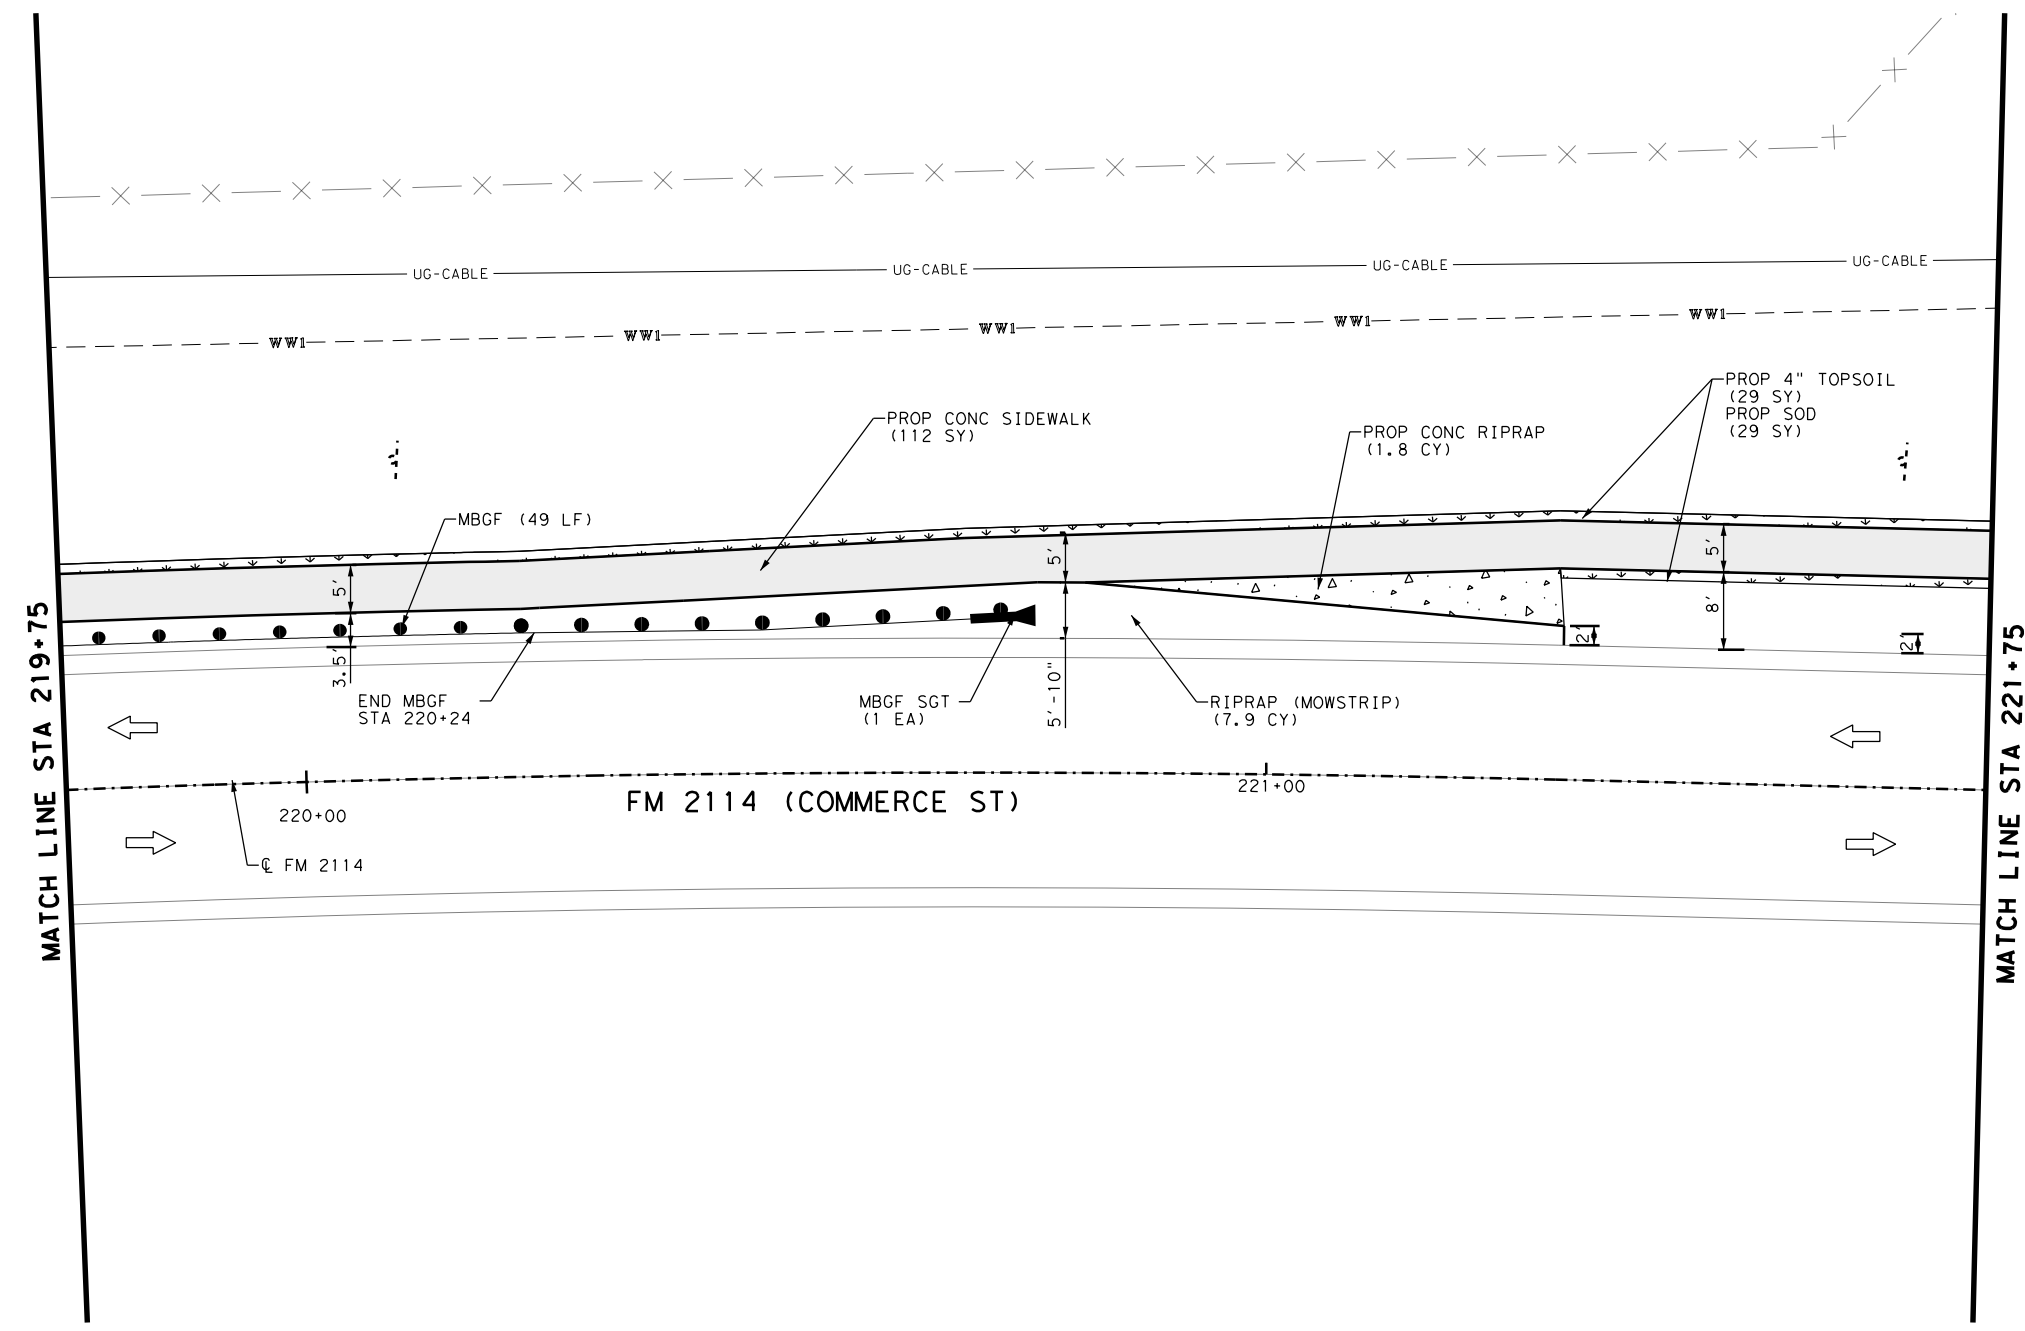 UG-CABLE
UG-CABLE
UG-CABLE
UG-CABLE
WW1
WW1
WW1
WW1
WW1
PROP 4" TOPSOIL
(29 SY)
PROP SOD
(29 SY)
PROP CONC SIDEWALK
(112 SY)
PROP CONC RIPRAP
(1.8 CY)
MBGF (49 LF)
5'
5'
5'
8'
2'
2'
3.5'
5'-10"
END MBGF
STA 220+24
MBGF SGT
(1 EA)
RIPRAP (MOWSTRIP)
(7.9 CY)
220+00
FM 2114 (COMMERCE ST)
221+00
℄ FM 2114
MATCH LINE STA 219+75
MATCH LINE STA 221+75